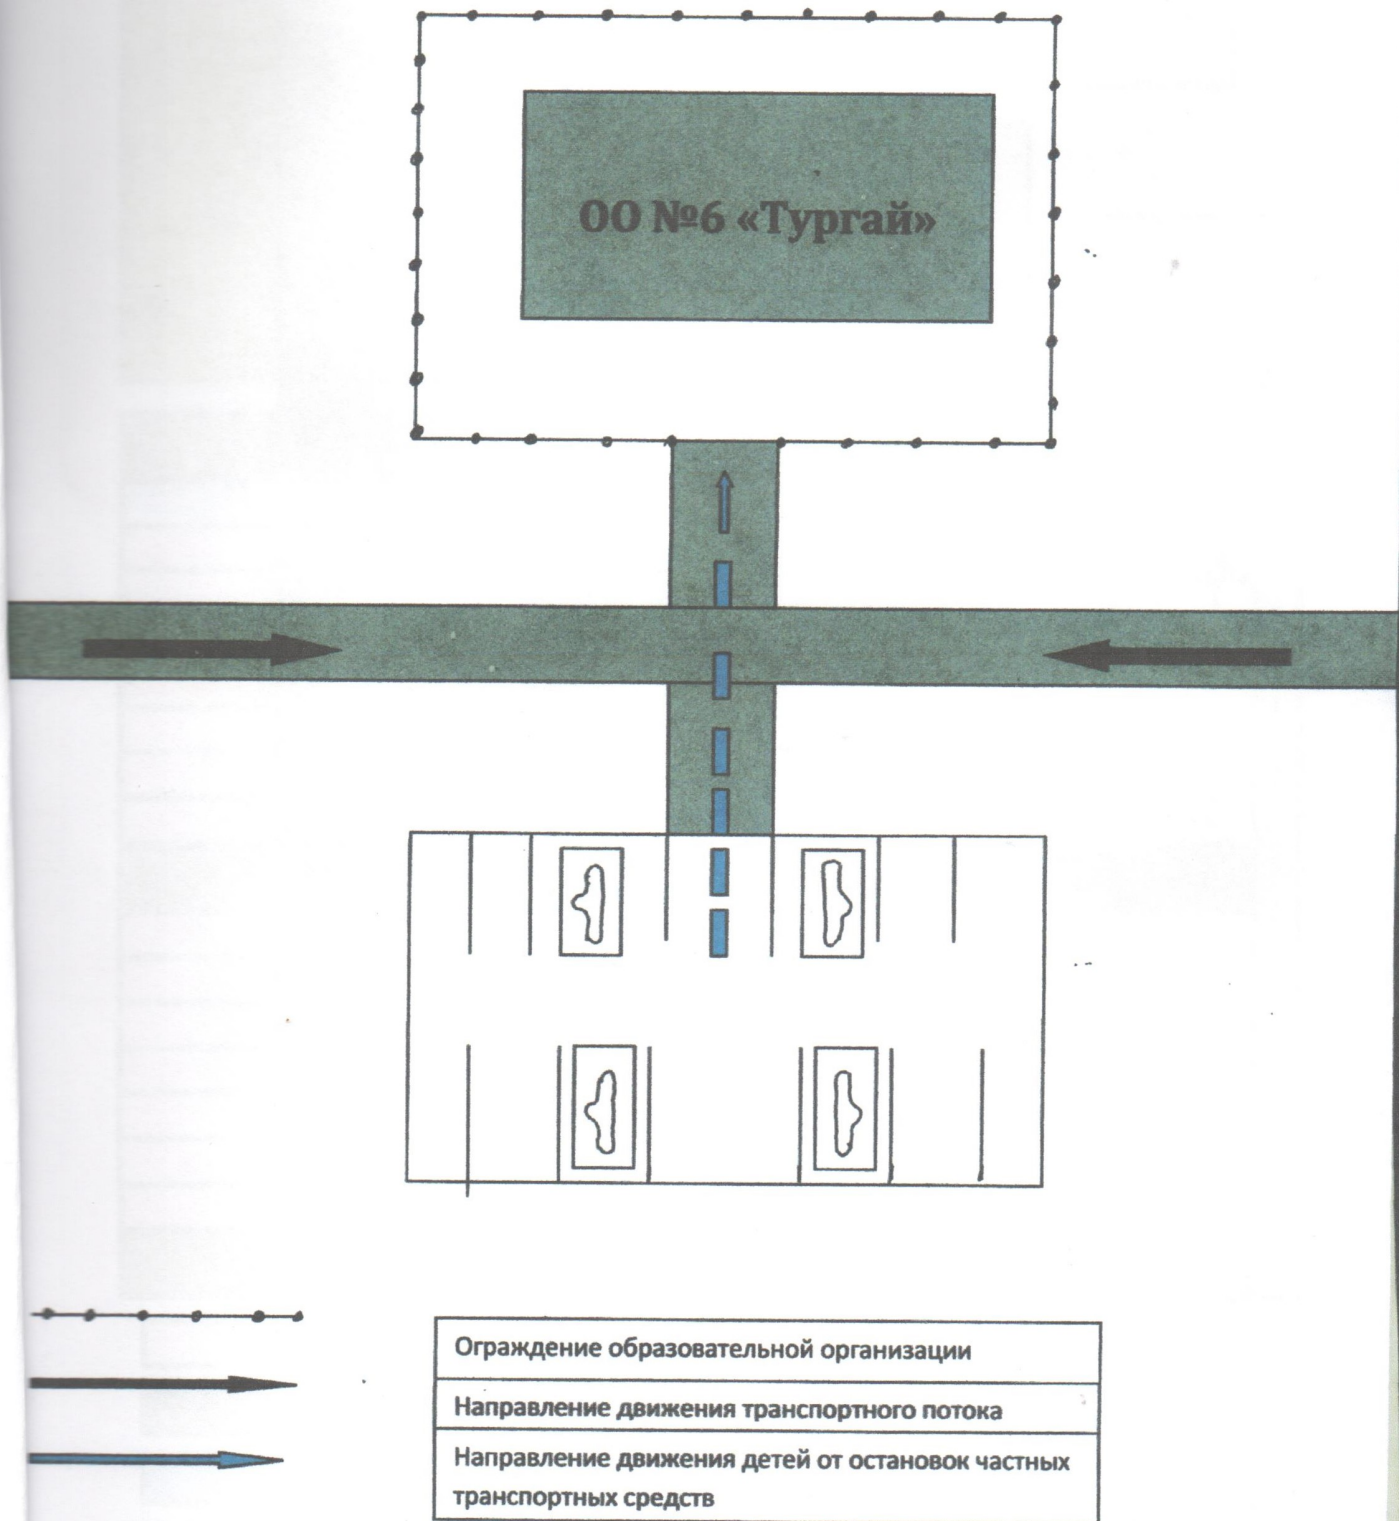 ОО №6 «Тургай»
Ограждение образовательной организации
Направление движения транспортного потока
Направление движения детей от остановок частных
транспортных средств